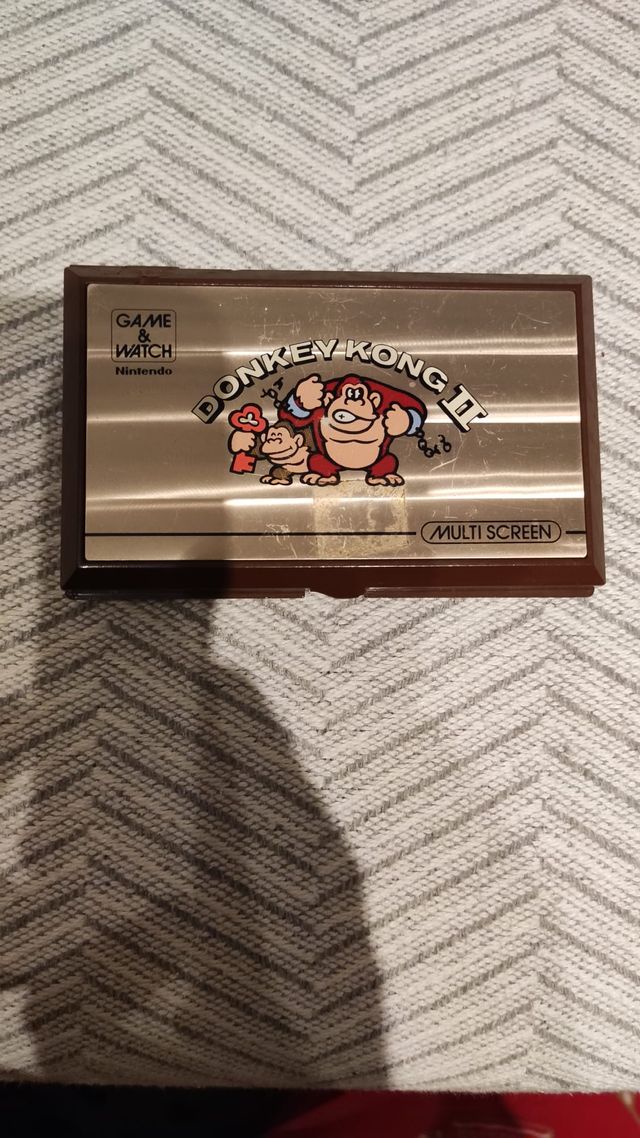 GAME
&
WATCH
Nintendo
DONKEY KONG II
MULTI SCREEN